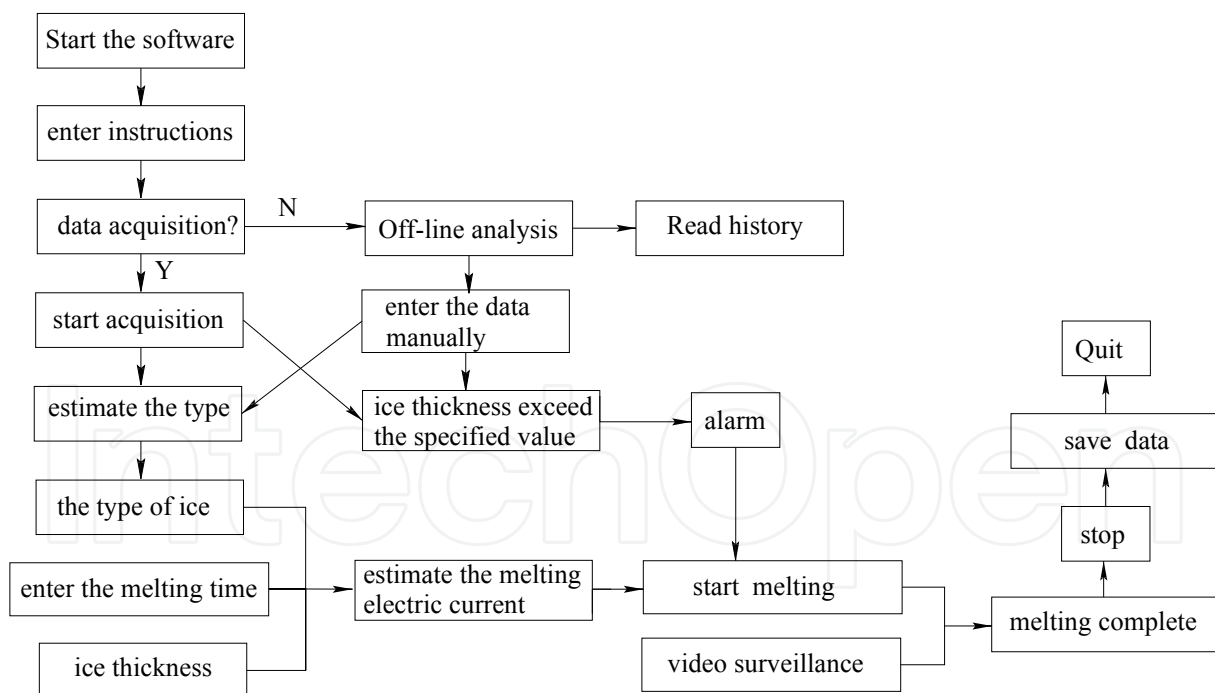 Start the software
enter instructions
data acquisition?
N
Off-line analysis
Read history
Y
start acquisition
enter the data
manually
Quit
estimate the type
ice thickness exceed
the specified value
alarm
save data
the type of ice
stop
enter the melting time
estimate the melting
electric current
start melting
melting complete
ice thickness
video surveillance
IntechOpen